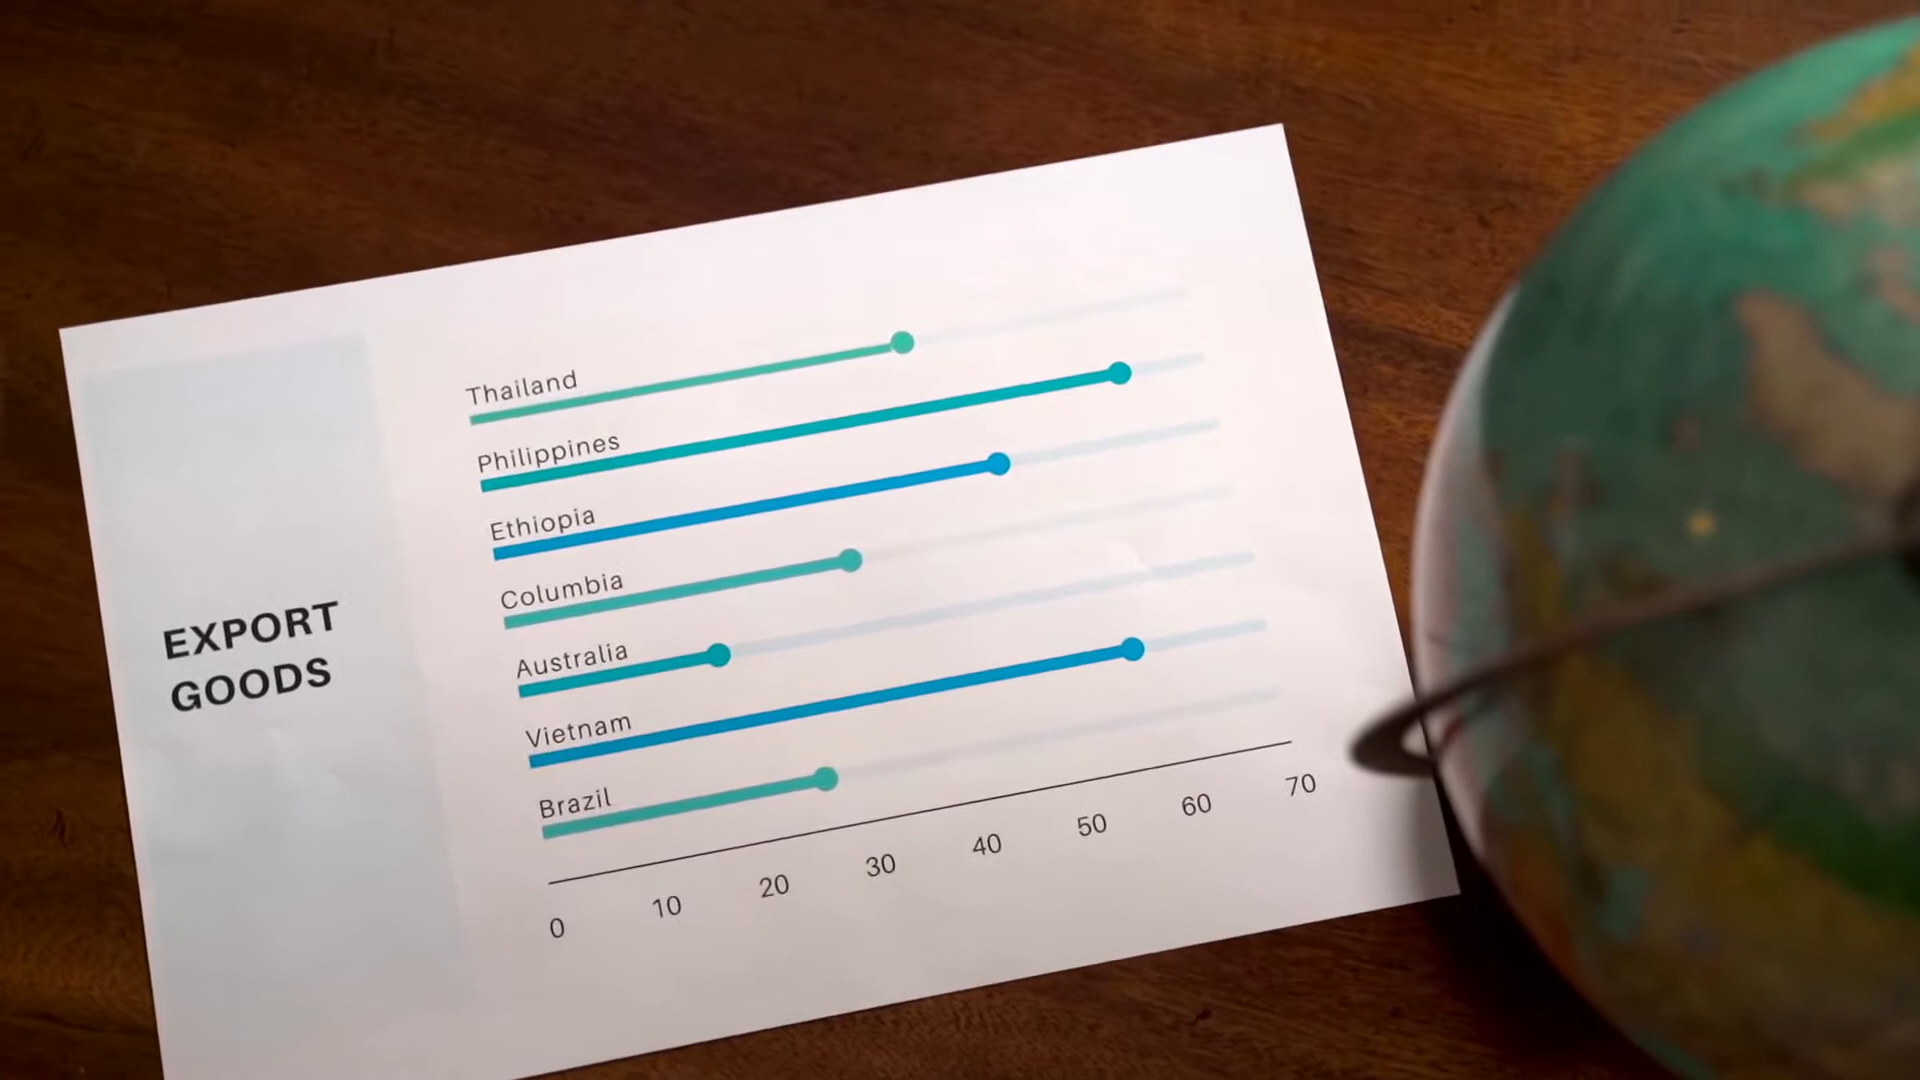 EXPORT
GOODS
Thailand
Philippines
Ethiopia
Columbia
Australia
Vietnam
Brazil
0 10 20 30 40 50 60 70